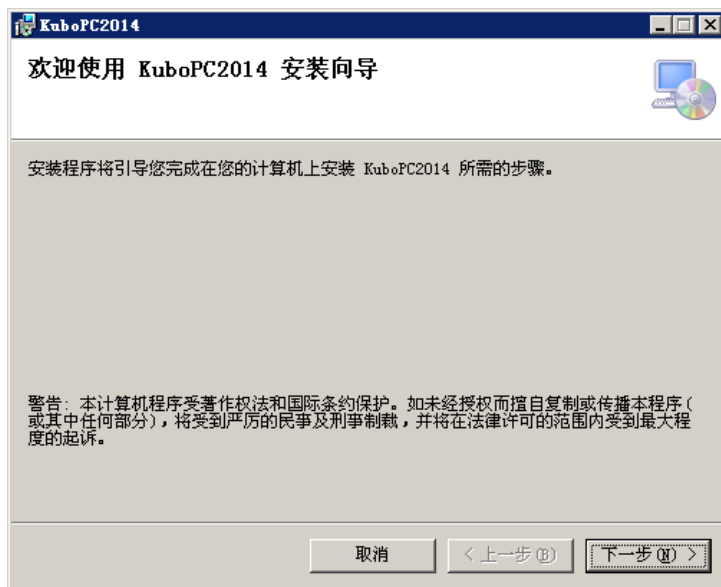 KuboPC2014
欢迎使用 KuboPC2014 安装向导
安装程序将引导您完成在您的计算机上安装 KuboPC2014 所需的步骤。
警告: 本计算机程序受著作权法和国际条约保护。如未经授权而擅自复制或传播本程序(
或其中任何部分)，将受到严厉的民事及刑事制裁，并将在法律许可的范围内受到最大程
度的起诉。
取消
< 上一步(B)
下一步(N) >